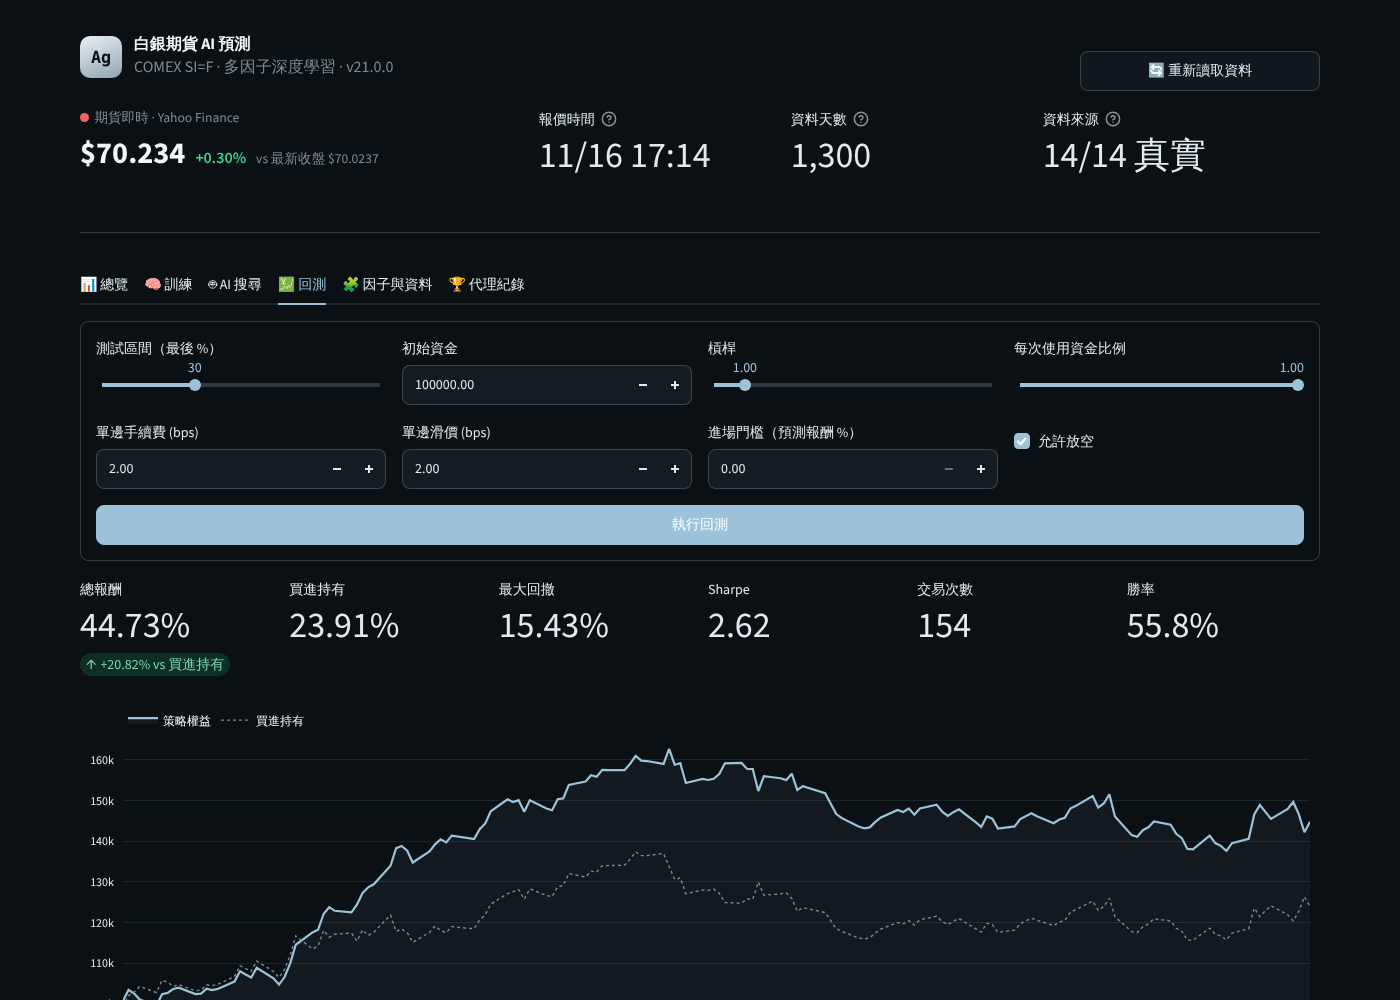 Ag
白銀期貨 AI 預測
COMEX SI=F · 多因子深度學習 · v21.0.0
重新讀取資料
期貨即時 · Yahoo Finance
$70.234 +0.30% vs 最新收盤 $70.0237
報價時間
11/16 17:14
資料天數
1,300
資料來源
14/14 真實
總覽 訓練 AI 搜尋 回測 因子與資料 代理紀錄
測試區間（最後 %）
30
初始資金
100000.00
槓桿
1.00
每次使用資金比例
1.00
單邊手續費 (bps)
2.00
單邊滑價 (bps)
2.00
進場門檻（預測報酬 %）
0.00
允許放空
執行回測
總報酬
44.73%
↑ +20.82% vs 買進持有
買進持有
23.91%
最大回撤
15.43%
Sharpe
2.62
交易次數
154
勝率
55.8%
策略權益 買進持有
160k
150k
140k
130k
120k
110k